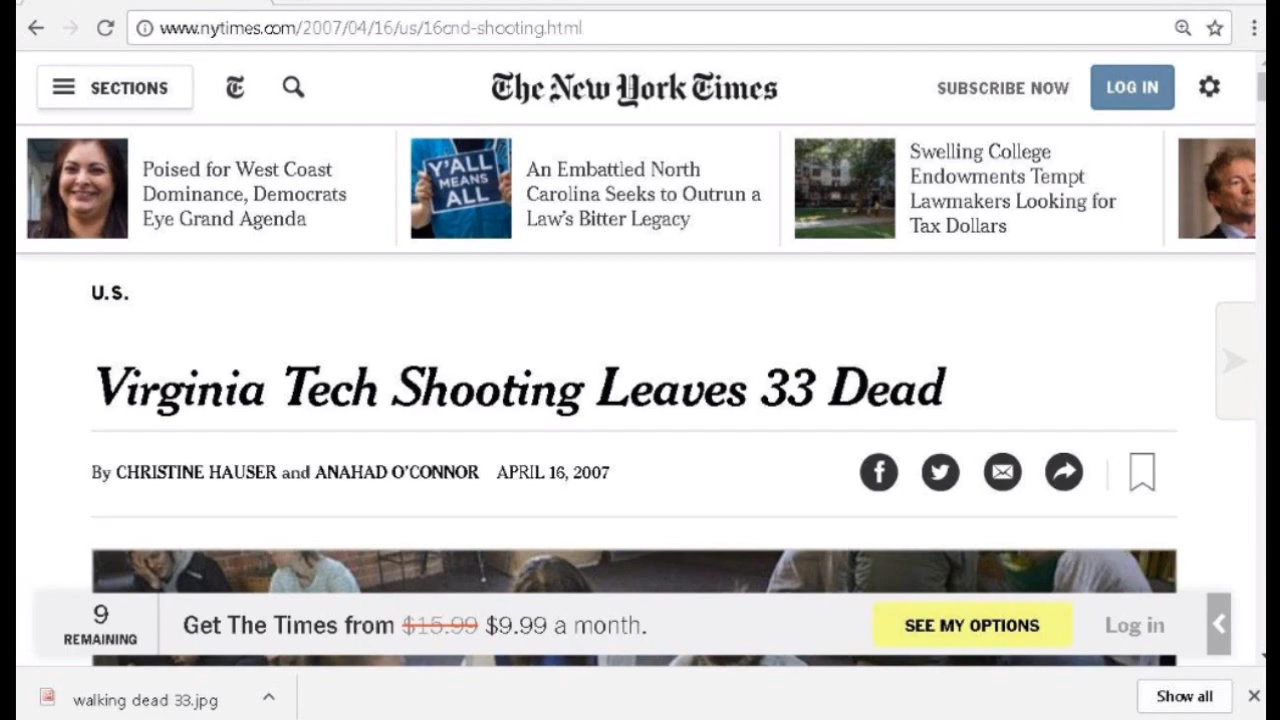 www.nytimes.com/2007/04/16/us/16cnd-shooting.html
SECTIONS
The New York Times
SUBSCRIBE NOW
LOG IN
Poised for West Coast
Dominance, Democrats
Eye Grand Agenda
Y'ALL
MEANS
ALL
An Embattled North
Carolina Seeks to Outrun a
Law's Bitter Legacy
Swelling College
Endowments Tempt
Lawmakers Looking for
Tax Dollars
U.S.
Virginia Tech Shooting Leaves 33 Dead
By CHRISTINE HAUSER and ANAHAD O'CONNOR APRIL 16, 2007
9
REMAINING
Get The Times from $15.99 $9.99 a month.
SEE MY OPTIONS
Log in
walking dead 33.jpg
Show all